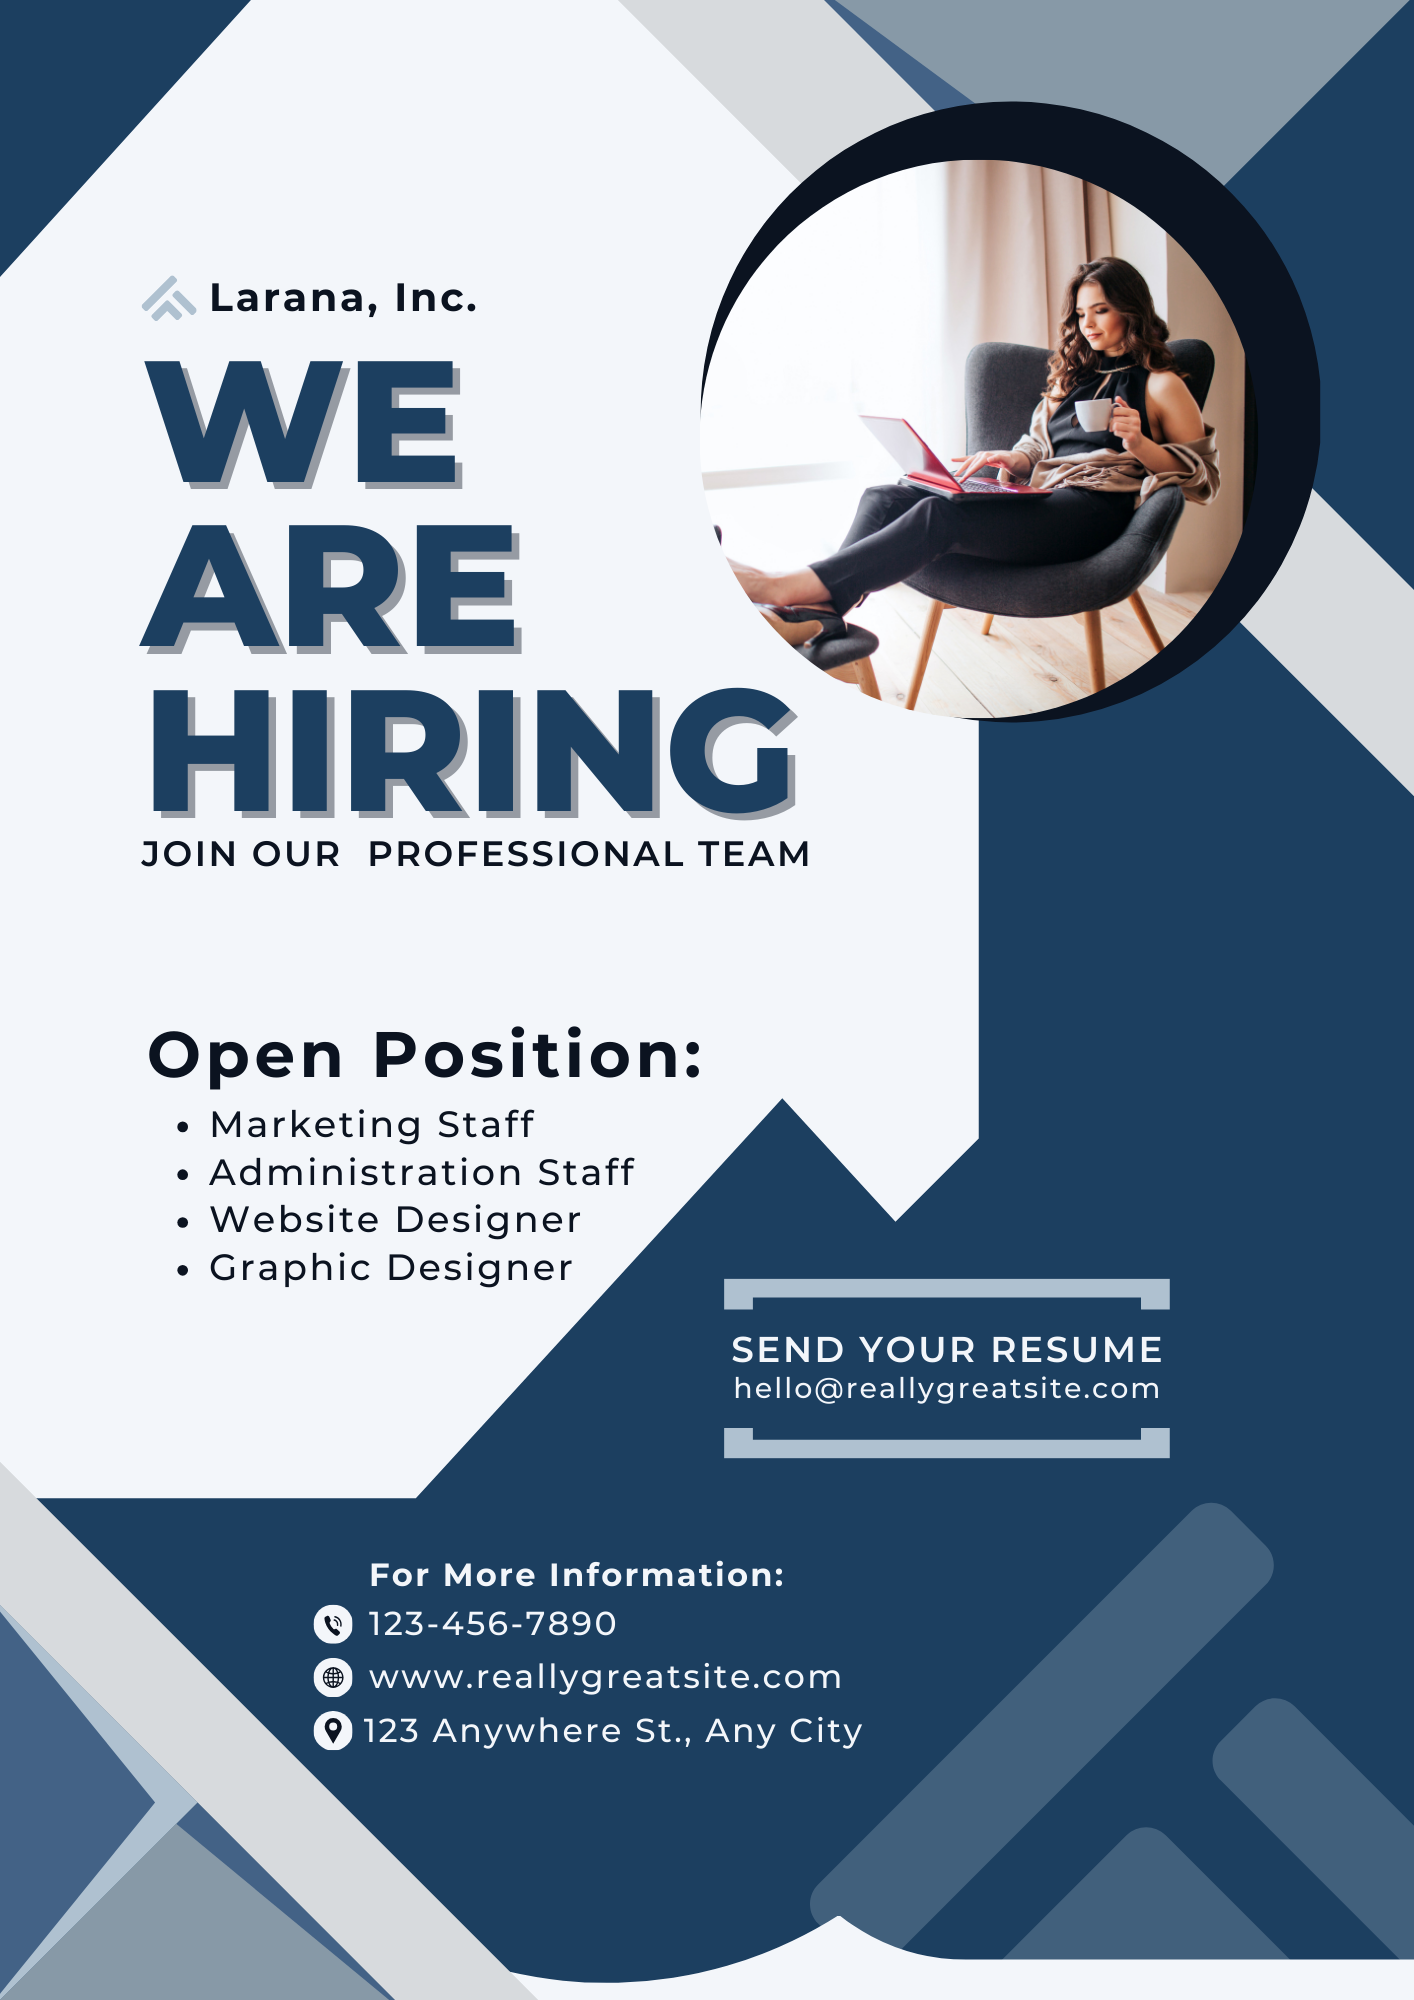 Larana, Inc.
WE
ARE
HIRING
JOIN OUR  PROFESSIONAL TEAM
Open Position:
• Marketing Staff
• Administration Staff
• Website Designer
• Graphic Designer
SEND YOUR RESUME
hello@reallygreatsite.com
For More Information:
123-456-7890
www.reallygreatsite.com
123 Anywhere St., Any City